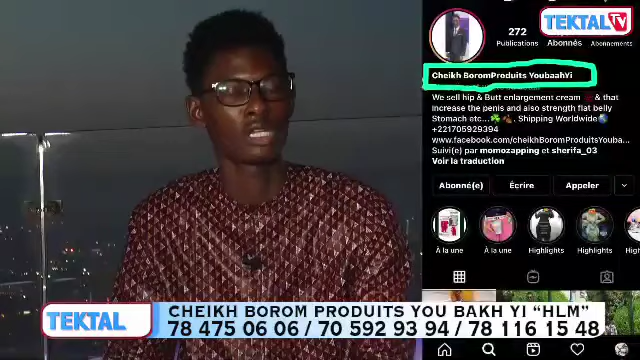 TEKTAL TV
272
Publications
Abonnés
Abonnements
Cheikh BoromProduits YoubaahYi
We sell hip & Butt enlargement cream & that
increase the penis and also strength flat belly
Stomach etc... Shipping Worldwide
+221705929394
www.facebook.com/cheikhBoromProduitsYouba...
Suivi(e) par momozapping et sherifa_03
Voir la traduction
Abonné(e)
Écrire
Appeler
À la une
À la une
Highlights
Highlights
TEKTAL
CHEIKH BOROM PRODUITS YOU BAKH YI “HLM”
78 475 06 06 / 70 592 93 94 / 78 116 15 48